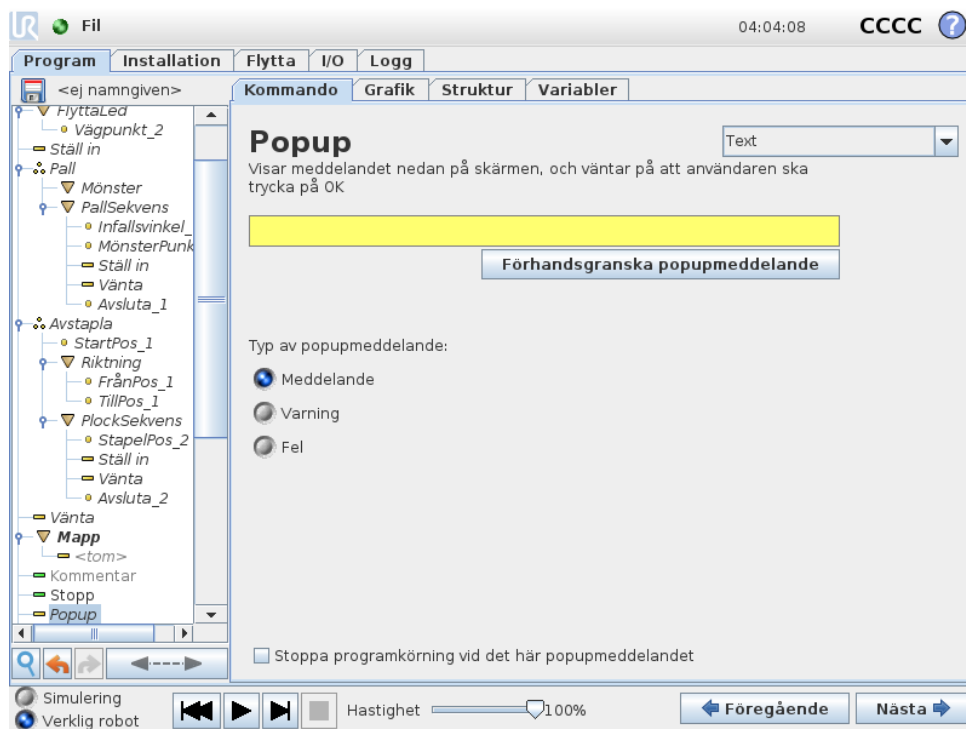 UR Fil 04:04:08 CCCC ?
Program Installation Flytta I/O Logg
<ej namngiven>
Kommando Grafik Struktur Variabler
FlyttaLed
Vägpunkt_2
Ställ in
Pall
Mönster
PallSekvens
Infallsvinkel_
MönsterPunk
Ställ in
Vänta
Avsluta_1
Avstapla
StartPos_1
Riktning
FrånPos_1
TillPos_1
PlockSekvens
StapelPos_2
Ställ in
Vänta
Avsluta_2
Vänta
Mapp
<tom>
Kommentar
Stopp
Popup
Popup
Text
Visar meddelandet nedan på skärmen, och väntar på att användaren ska
trycka på OK
Förhandsgranska popupmeddelande
Typ av popupmeddelande:
Meddelande
Varning
Fel
Stoppa programkörning vid det här popupmeddelandet
Simulering
Verklig robot
Hastighet 100%
Föregående Nästa